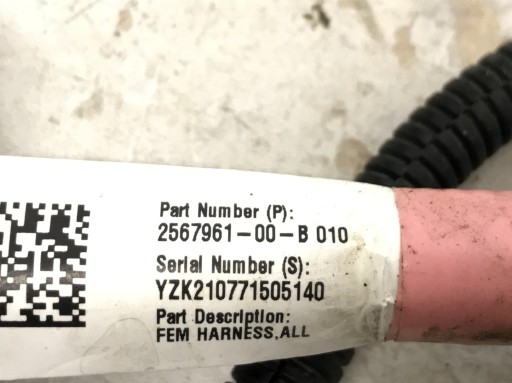 Part Number (P):
2567961-00-B 010
Serial Number (S):
YZK210771505140
Part Description:
FEM HARNESS,ALL